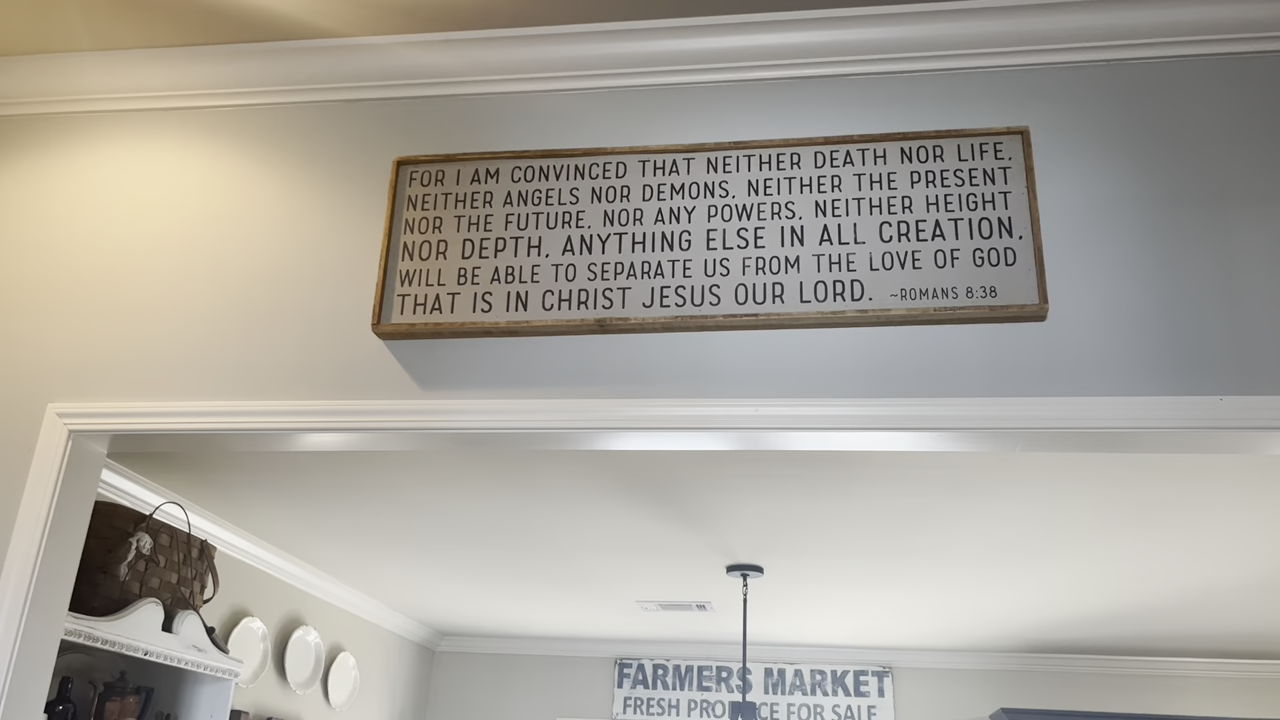 FOR I AM CONVINCED THAT NEITHER DEATH NOR LIFE,
NEITHER ANGELS NOR DEMONS, NEITHER THE PRESENT
NOR THE FUTURE, NOR ANY POWERS, NEITHER HEIGHT
NOR DEPTH, ANYTHING ELSE IN ALL CREATION,
WILL BE ABLE TO SEPARATE US FROM THE LOVE OF GOD
THAT IS IN CHRIST JESUS OUR LORD. ~ROMANS 8:38
FARMERS MARKET
FRESH PRODUCE FOR SALE